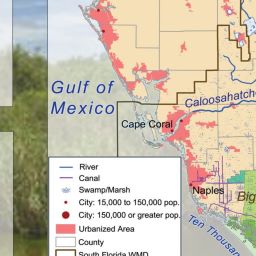 Gulf of
Mexico
Caloosahatch
Cape Coral
Naples
Big
Ten Thousan
River
Canal
Swamp/Marsh
City: 15,000 to 150,000 pop.
City: 150,000 or greater pop.
Urbanized Area
County
South Florida WMD